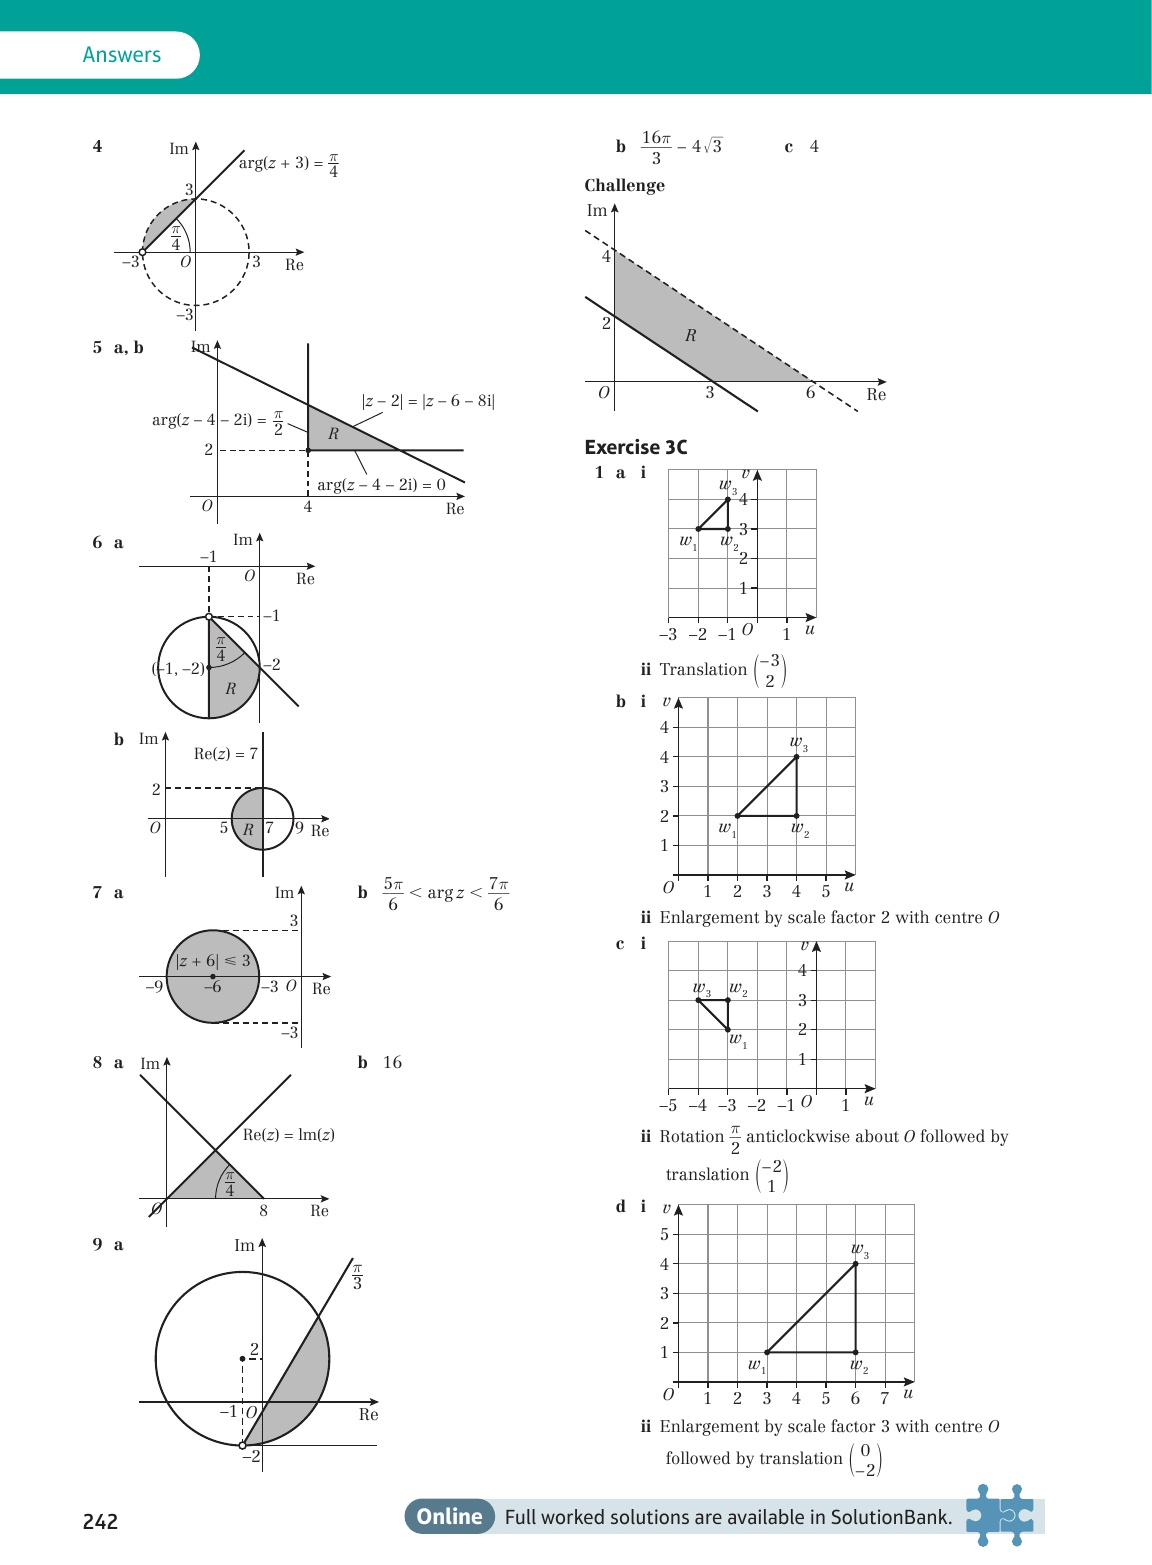 Answers
4
Im
arg(z + 3) = π/4
3
π/4
−3 O 3 Re
−3
5 a, b
Im
|z − 2| = |z − 6 − 8i|
arg(z − 4 − 2i) = π/2
R
2
arg(z − 4 − 2i) = 0
O 4 Re
6 a
Im
−1
O Re
−1
π/4
(−1, −2) −2
R
b Im
Re(z) = 7
2
O 5 R 7 9 Re
7 a
Im
3
|z + 6| ⩽ 3
−9 −6 −3 O Re
−3
b 5π/6 < arg z < 7π/6
8 a Im
Re(z) = lm(z)
π/4
O 8 Re
b 16
9 a
Im
π/3
2
−1 O Re
−2
b 16π/3 − 4√3 c 4
Challenge
Im
4
2
R
O 3 6 Re
Exercise 3C
1 a i
v
w₃ 4
3
w₁ w₂ 2
1
−3 −2 −1 O 1 u
ii Translation (−3 2)
b i v
4
4 w₃
3
2
w₁ w₂
1
O 1 2 3 4 5 u
ii Enlargement by scale factor 2 with centre O
c i
v
4
w₃ w₂ 3
2
w₁
1
−5 −4 −3 −2 −1 O 1 u
ii Rotation π/2 anticlockwise about O followed by
translation (−2 1)
d i v
5
w₃
4
3
2
1
w₁ w₂
O 1 2 3 4 5 6 7 u
ii Enlargement by scale factor 3 with centre O
followed by translation (0 −2)
242
Online Full worked solutions are available in SolutionBank.